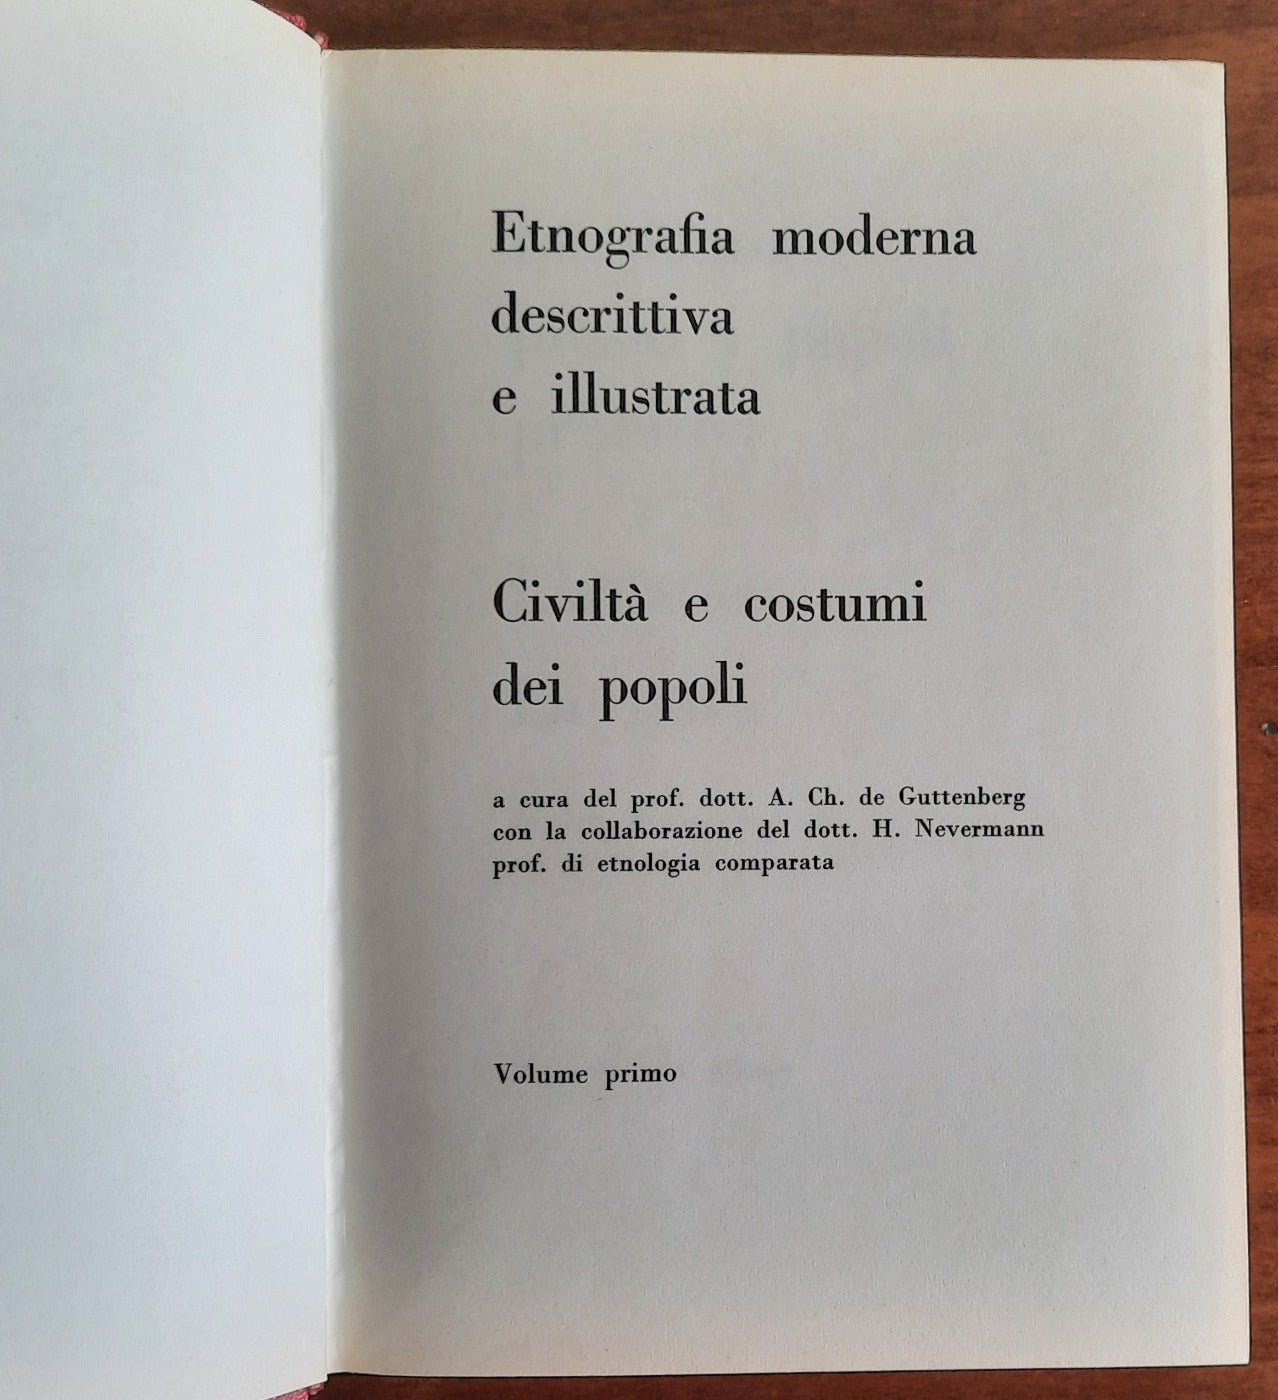 Etnografia moderna
descrittiva
e illustrata
Civiltà e costumi
dei popoli
a cura del prof. dott. A. Ch. de Guttenberg
con la collaborazione del dott. H. Nevermann
prof. di etnologia comparata
Volume primo